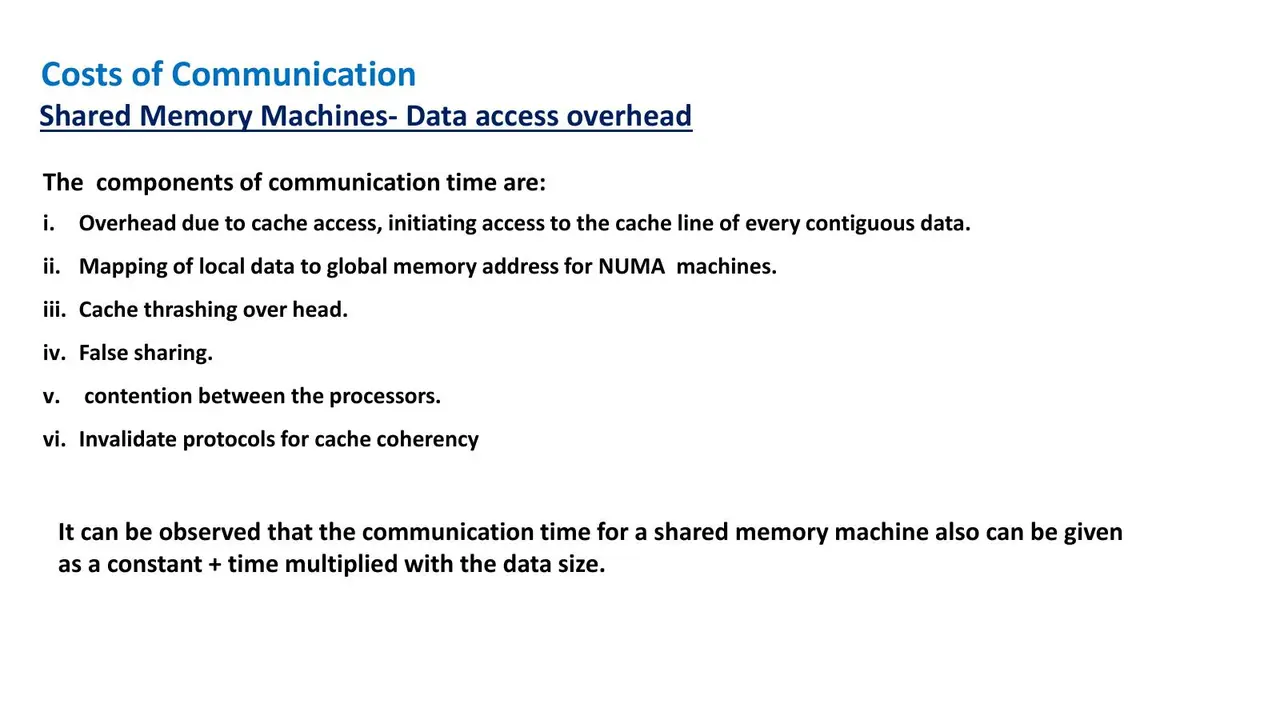 Costs of Communication
Shared Memory Machines- Data access overhead
The components of communication time are:
i. Overhead due to cache access, initiating access to the cache line of every contiguous data.
ii. Mapping of local data to global memory address for NUMA machines.
iii. Cache thrashing over head.
iv. False sharing.
v. contention between the processors.
vi. Invalidate protocols for cache coherency
It can be observed that the communication time for a shared memory machine also can be given
as a constant + time multiplied with the data size.